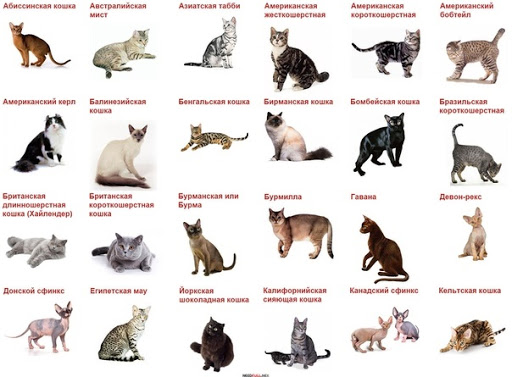 Абиссинская кошка
Австралийская
мист
Азиатская табби
Американская
жесткошерстная
Американская
короткошерстная
Американский
бобтейл
Американский керл
Балинезийская
кошка
Бенгальская кошка
Бирманская кошка
Бомбейская кошка
Бразильская
короткошерстная
Британская
длинношерстная
кошка (Хайлендер)
Британская
короткошерстная
кошка
Бурманская или
Бурма
Бурмилла
Гавана
Девон-рекс
Донской сфинкс
Египетская мау
Йоркская
шоколадная кошка
Калифорнийская
сияющая кошка
Канадский сфинкс
Кельтская кошка